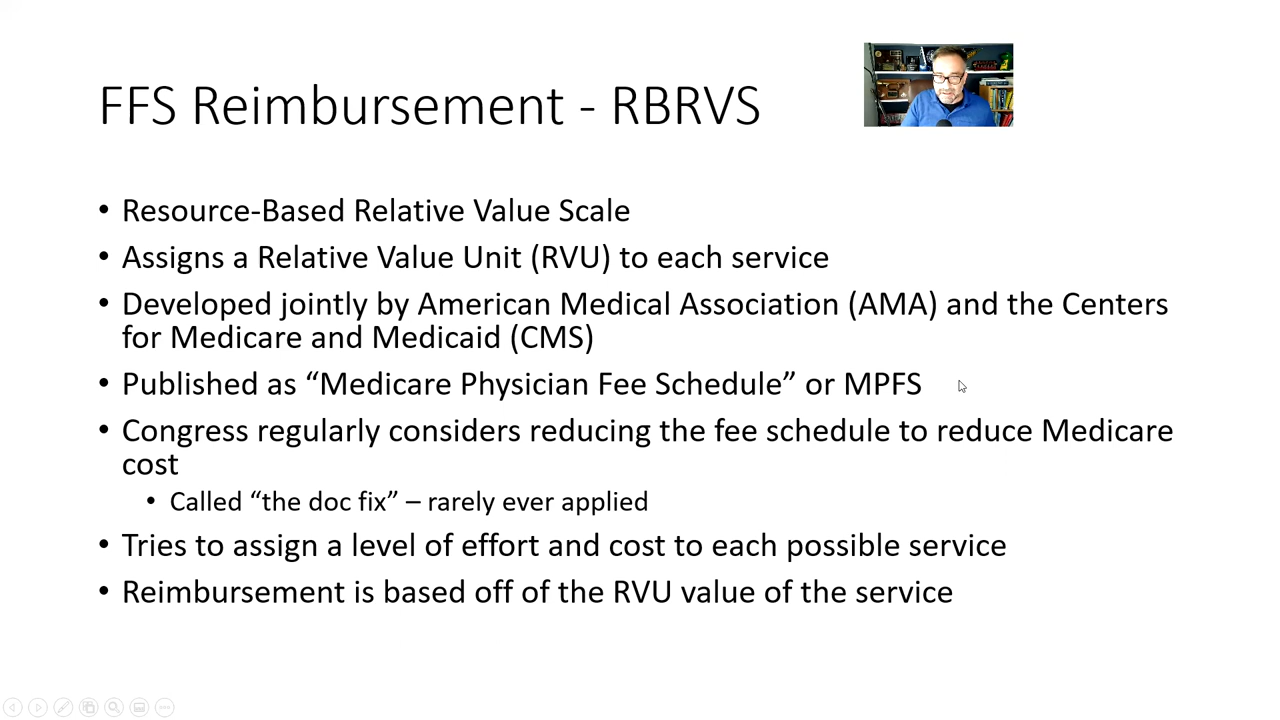 FFS Reimbursement - RBRVS
• Resource-Based Relative Value Scale
• Assigns a Relative Value Unit (RVU) to each service
• Developed jointly by American Medical Association (AMA) and the Centers
for Medicare and Medicaid (CMS)
• Published as “Medicare Physician Fee Schedule” or MPFS
• Congress regularly considers reducing the fee schedule to reduce Medicare
cost
• Called “the doc fix” – rarely ever applied
• Tries to assign a level of effort and cost to each possible service
• Reimbursement is based off of the RVU value of the service